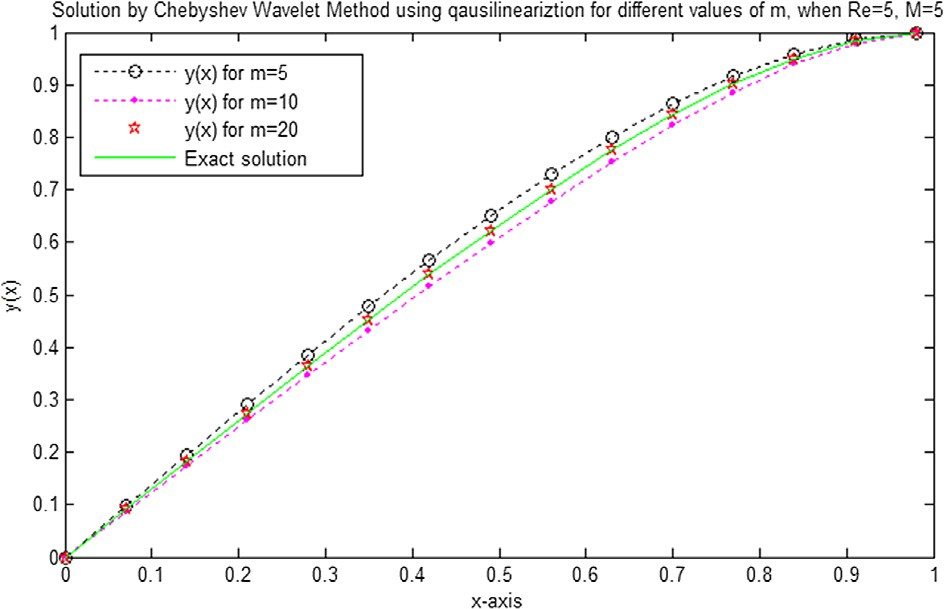 Solution by Chebyshev Wavelet Method using qausilineariztion for different values of m, when Re=5, M=5
y(x) for m=5
y(x) for m=10
y(x) for m=20
Exact solution
1
0.9
0.8
0.7
0.6
0.5
0.4
0.3
0.2
0.1
0
y(x)
0 0.1 0.2 0.3 0.4 0.5 0.6 0.7 0.8 0.9 1
x-axis